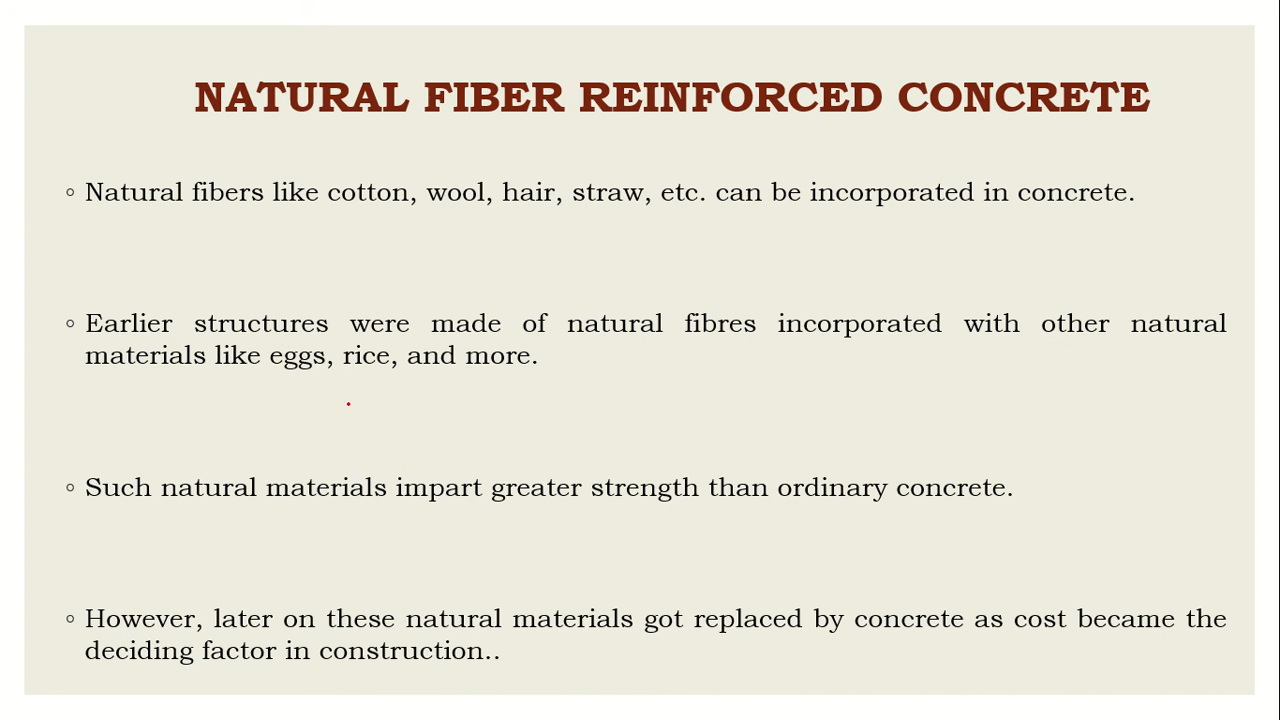 NATURAL FIBER REINFORCED CONCRETE
◦ Natural fibers like cotton, wool, hair, straw, etc. can be incorporated in concrete.
◦ Earlier structures were made of natural fibres incorporated with other natural
materials like eggs, rice, and more.
◦ Such natural materials impart greater strength than ordinary concrete.
◦ However, later on these natural materials got replaced by concrete as cost became the
deciding factor in construction..